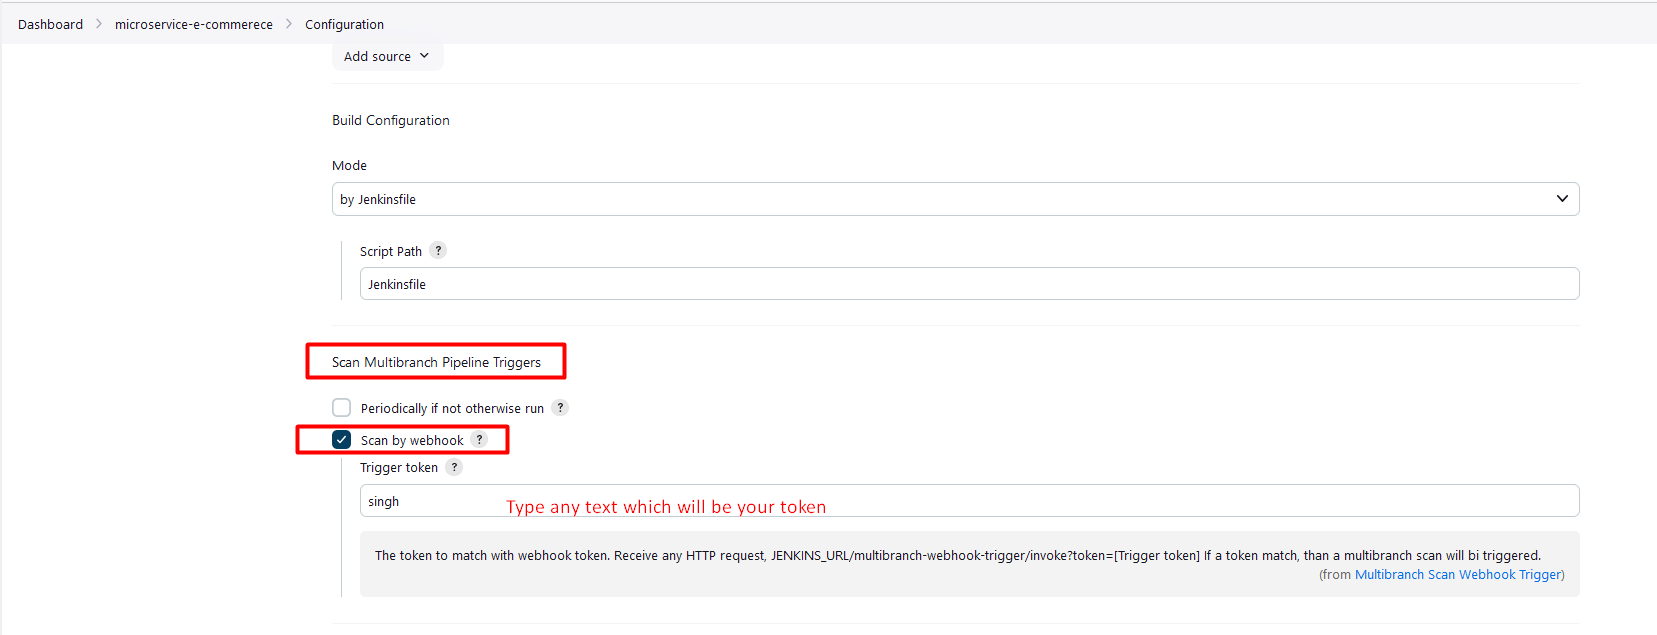 Dashboard > microservice-e-commerece > Configuration
Add source
Build Configuration
Mode
by Jenkinsfile
Script Path ?
Jenkinsfile
Scan Multibranch Pipeline Triggers
Periodically if not otherwise run ?
Scan by webhook ?
Trigger token ?
singh
Type any text which will be your token
The token to match with webhook token. Receive any HTTP request, JENKINS_URL/multibranch-webhook-trigger/invoke?token=[Trigger token] If a token match, than a multibranch scan will bi triggered.
(from Multibranch Scan Webhook Trigger)